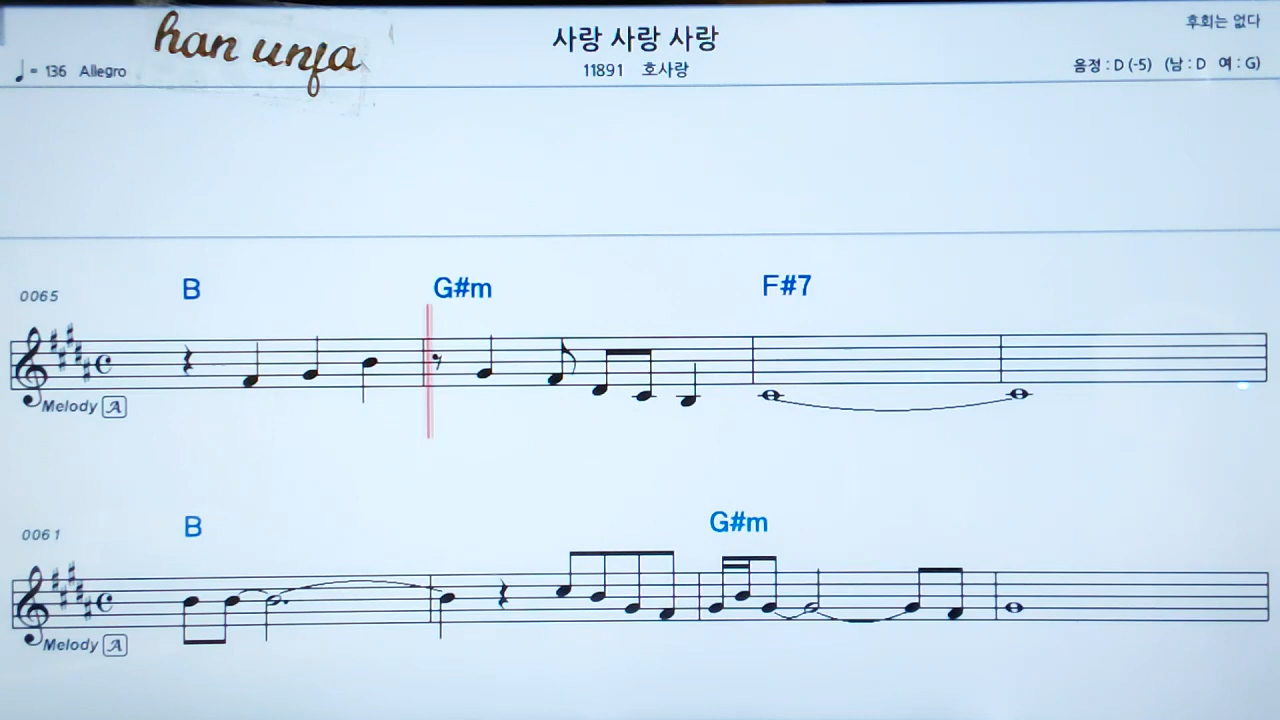 han unja
사랑 사랑 사랑
후회는 없다
♩= 136 Allegro
11891 호사랑
음정 : D (-5) (남 : D 여 : G)
0065
B G#m F#7
Melody A
0061
B G#m
Melody A